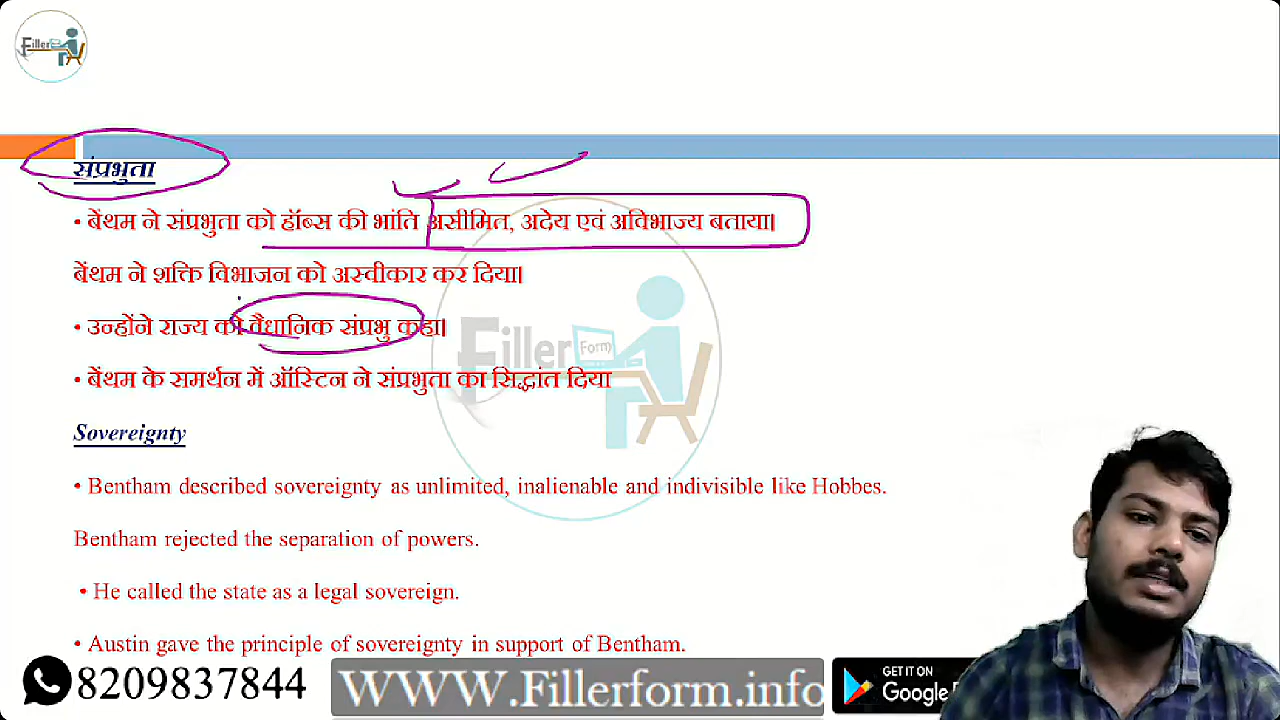 Filler
संप्रभुता
• बेंथम ने संप्रभुता को हॉब्स की भांति असीमित, अदेय एवं अविभाज्य बताया।
बेंथम ने शक्ति विभाजन को अस्वीकार कर दिया।
• उन्होंने राज्य को वैधानिक संप्रभु कहा।
• बेंथम के समर्थन में ऑस्टिन ने संप्रभुता का सिद्धांत दिया
Filler Form
Sovereignty
• Bentham described sovereignty as unlimited, inalienable and indivisible like Hobbes.
Bentham rejected the separation of powers.
• He called the state as a legal sovereign.
• Austin gave the principle of sovereignty in support of Bentham.
8209837844
WWW.Fillerform.info
GET IT ON
Google